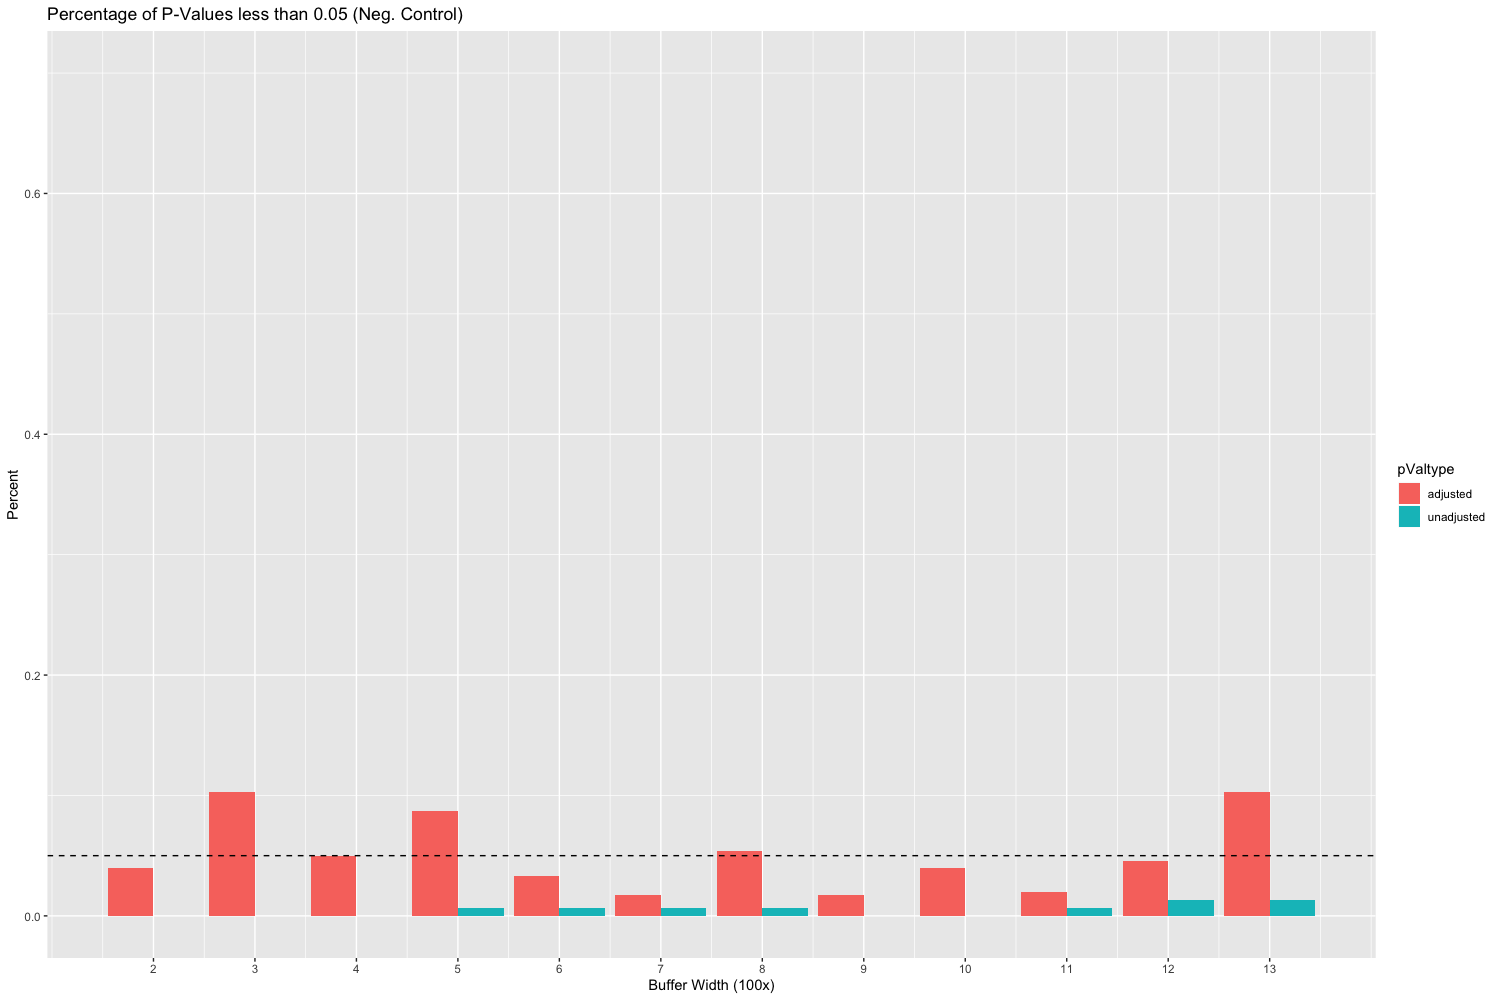 Percentage of P-Values less than 0.05 (Neg. Control)
Percent
0.6
0.4
0.2
0.0
2 3 4 5 6 7 8 9 10 11 12 13
Buffer Width (100x)
pValtype
adjusted
unadjusted